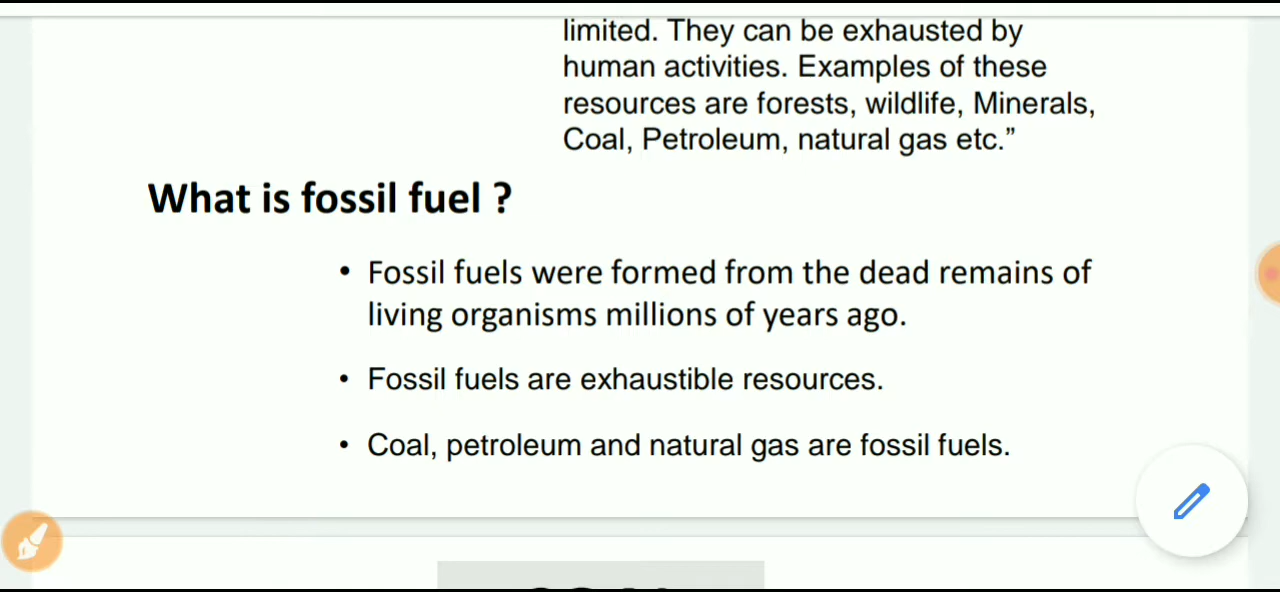 limited. They can be exhausted by
human activities. Examples of these
resources are forests, wildlife, Minerals,
Coal, Petroleum, natural gas etc.”
What is fossil fuel ?
• Fossil fuels were formed from the dead remains of
living organisms millions of years ago.
• Fossil fuels are exhaustible resources.
• Coal, petroleum and natural gas are fossil fuels.